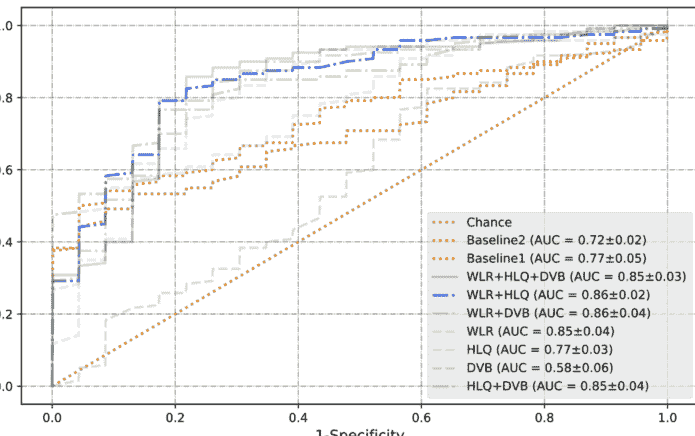 1.0
0.8
0.6
0.4
0.2
0.0
Chance
Baseline2 (AUC = 0.72±0.02)
Baseline1 (AUC = 0.77±0.05)
WLR+HLQ+DVB (AUC = 0.85±0.03)
WLR+HLQ (AUC = 0.86±0.02)
WLR+DVB (AUC = 0.86±0.04)
WLR (AUC = 0.85±0.04)
HLQ (AUC = 0.77±0.03)
DVB (AUC = 0.58±0.06)
HLQ+DVB (AUC = 0.85±0.04)
0.0 0.2 0.4 0.6 0.8 1.0
1-Specificity